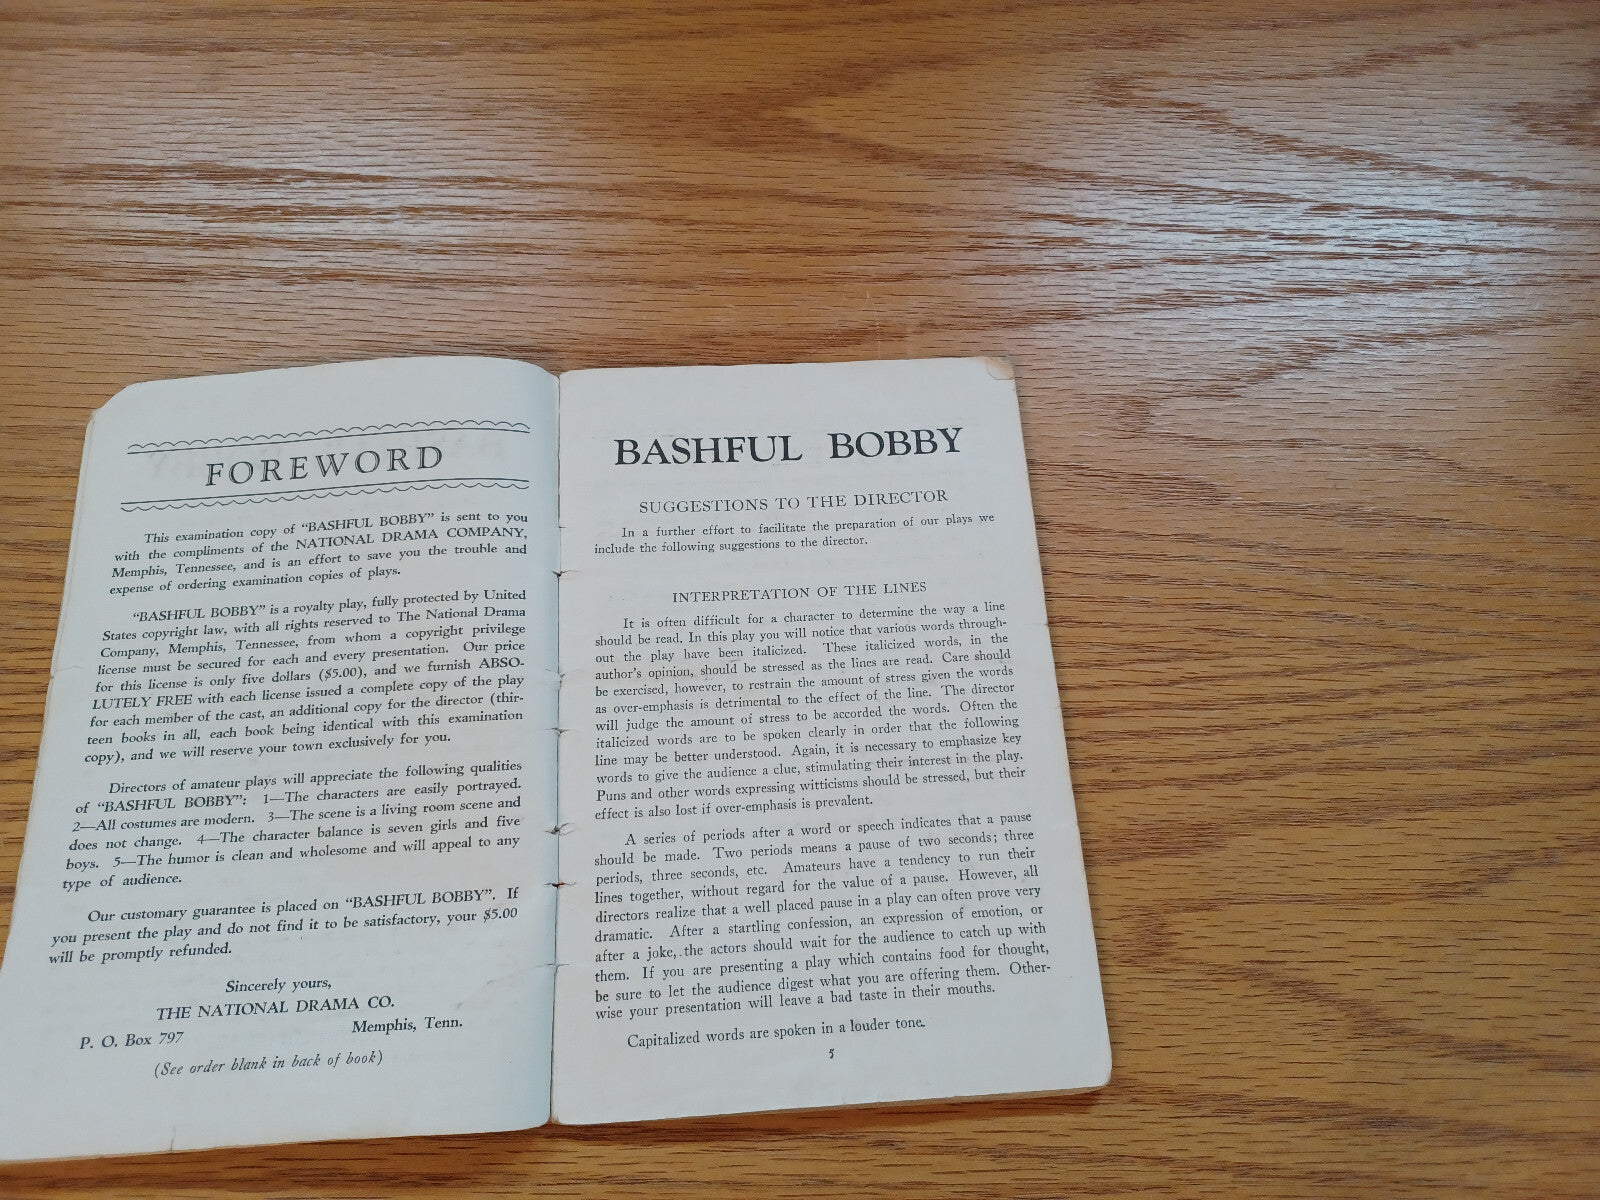 FOREWORD
This examination copy of "BASHFUL BOBBY" is sent to you
with the compliments of the NATIONAL DRAMA COMPANY,
Memphis, Tennessee, and is an effort to save you the trouble and
expense of ordering examination copies of plays.
"BASHFUL BOBBY" is a royalty play, fully protected by United
States copyright law, with all rights reserved to The National Drama
Company, Memphis, Tennessee, from whom a copyright privilege
license must be secured for each and every presentation. Our price
for this license is only five dollars ($5.00), and we furnish ABSO-
LUTELY FREE with each license issued a complete copy of the play
for each member of the cast, an additional copy for the director (thir-
teen books in all, each book being identical with this examination
copy), and we will reserve your town exclusively for you.
Directors of amateur plays will appreciate the following qualities
of "BASHFUL BOBBY": 1—The characters are easily portrayed.
2—All costumes are modern. 3—The scene is a living room scene and
does not change. 4—The character balance is seven girls and five
boys. 5—The humor is clean and wholesome and will appeal to any
type of audience.
Our customary guarantee is placed on "BASHFUL BOBBY". If
you present the play and do not find it to be satisfactory, your $5.00
will be promptly refunded.
Sincerely yours,
THE NATIONAL DRAMA CO.
P. O. Box 797 Memphis, Tenn.
(See order blank in back of book)
BASHFUL BOBBY
SUGGESTIONS TO THE DIRECTOR
In a further effort to facilitate the preparation of our plays we
include the following suggestions to the director.
INTERPRETATION OF THE LINES
It is often difficult for a character to determine the way a line
should be read. In this play you will notice that various words through-
out the play have been italicized. These italicized words, in the
author's opinion, should be stressed as the lines are read. Care should
be exercised, however, to restrain the amount of stress given the words
as over-emphasis is detrimental to the effect of the line. The director
will judge the amount of stress to be accorded the words. Often the
italicized words are to be spoken clearly in order that the following
line may be better understood. Again, it is necessary to emphasize key
words to give the audience a clue, stimulating their interest in the play.
Puns and other words expressing witticisms should be stressed, but their
effect is also lost if over-emphasis is prevalent.
A series of periods after a word or speech indicates that a pause
should be made. Two periods means a pause of two seconds; three
periods, three seconds, etc. Amateurs have a tendency to run their
lines together, without regard for the value of a pause. However, all
directors realize that a well placed pause in a play can often prove very
dramatic. After a startling confession, an expression of emotion, or
after a joke, the actors should wait for the audience to catch up with
them. If you are presenting a play which contains food for thought,
be sure to let the audience digest what you are offering them. Other-
wise your presentation will leave a bad taste in their mouths.
Capitalized words are spoken in a louder tone.
5